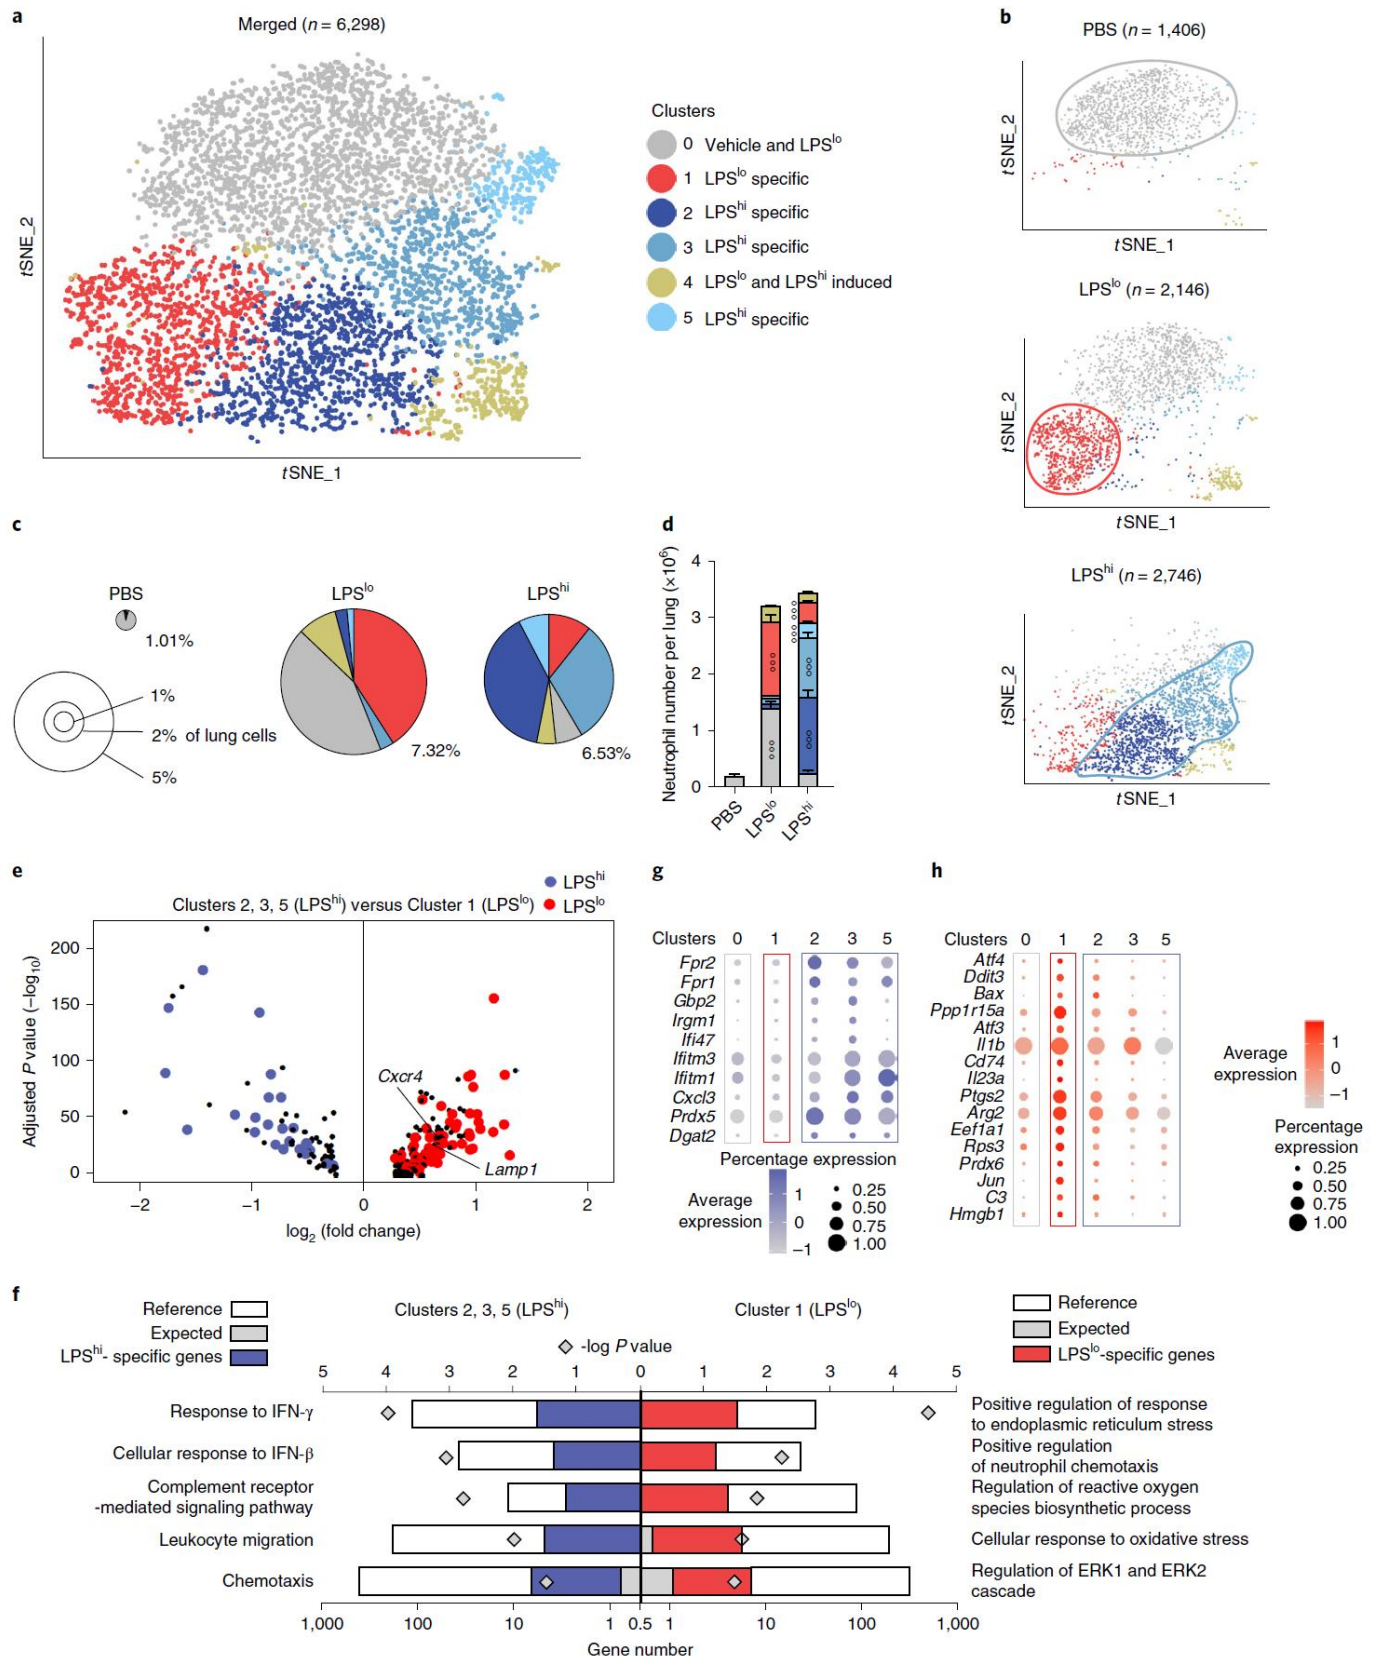 a
Merged (n = 6,298)
tSNE_2
tSNE_1
Clusters
0 Vehicle and LPSlo
1 LPSlo specific
2 LPShi specific
3 LPShi specific
4 LPSlo and LPShi induced
5 LPShi specific
b
PBS (n = 1,406)
tSNE_2
tSNE_1
LPSlo (n = 2,146)
tSNE_2
tSNE_1
LPShi (n = 2,746)
tSNE_2
tSNE_1
c
PBS
1.01%
1%
2% of lung cells
5%
LPSlo
7.32%
LPShi
6.53%
d
Neutrophil number per lung (×10⁶)
4
3
2
1
0
PBS
LPSlo
LPShi
e
LPShi
Clusters 2, 3, 5 (LPShi) versus Cluster 1 (LPSlo)
LPSlo
Adjusted P value (−log10)
200
150
100
50
0
Cxcr4
Lamp1
−2 −1 0 1 2
log2 (fold change)
g
Clusters 0 1 2 3 5
Fpr2
Fpr1
Gbp2
Irgm1
Ifi47
Ifitm3
Ifitm1
Cxcl3
Prdx5
Dgat2
Percentage expression
Average
expression
1
0
−1
0.25
0.50
0.75
1.00
h
Clusters 0 1 2 3 5
Atf4
Ddit3
Bax
Ppp1r15a
Atf3
Il1b
Cd74
Il23a
Ptgs2
Arg2
Eef1a1
Rps3
Prdx6
Jun
C3
Hmgb1
Average
expression
1
0
−1
Percentage
expression
0.25
0.50
0.75
1.00
f
Reference
Expected
LPShi- specific genes
Clusters 2, 3, 5 (LPShi)
Cluster 1 (LPSlo)
-log P value
Reference
Expected
LPSlo-specific genes
5 4 3 2 1 0 1 2 3 4 5
Response to IFN-γ
Cellular response to IFN-β
Complement receptor
-mediated signaling pathway
Leukocyte migration
Chemotaxis
Positive regulation of response
to endoplasmic reticulum stress
Positive regulation
of neutrophil chemotaxis
Regulation of reactive oxygen
species biosynthetic process
Cellular response to oxidative stress
Regulation of ERK1 and ERK2
cascade
1,000 100 10 1 0.5 1 10 100 1,000
Gene number